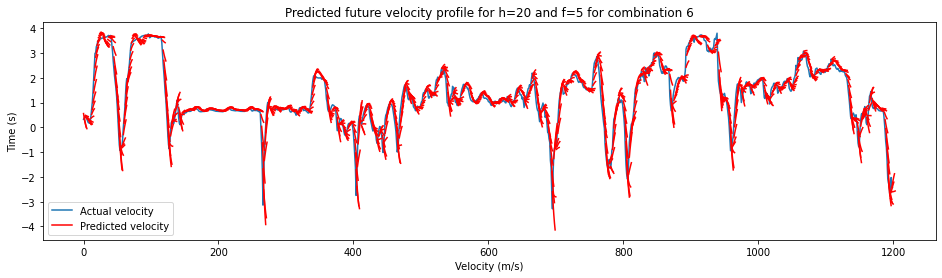 Predicted future velocity profile for h=20 and f=5 for combination 6
4
3
2
1
0
−1
−2
−3
−4
Time (s)
Actual velocity
Predicted velocity
0 200 400 600 800 1000 1200
Velocity (m/s)